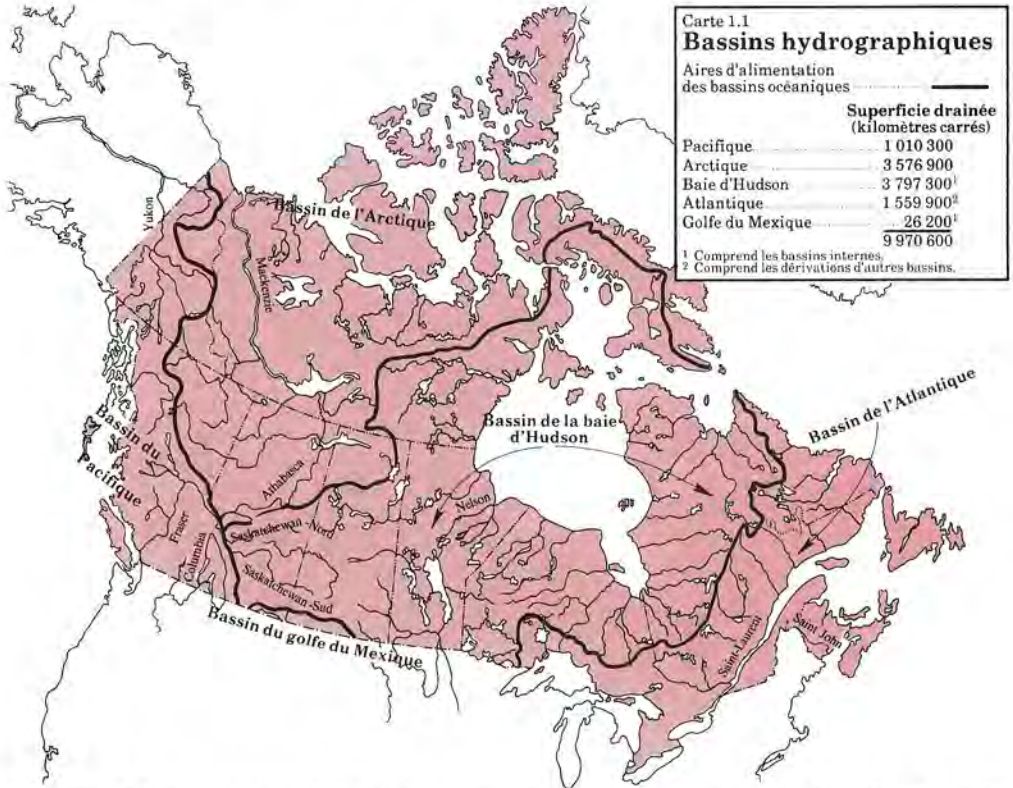 Carte 1.1
Bassins hydrographiques
Aires d'alimentation
des bassins océaniques
Superficie drainée
(kilomètres carrés)
Pacifique 1 010 300
Arctique 3 576 900
Baie d'Hudson 3 797 300¹
Atlantique 1 559 900²
Golfe du Mexique 26 200¹
9 970 600
¹ Comprend les bassins internes.
² Comprend les dérivations d'autres bassins.
Bassin de l'Arctique
Yukon
Mackenzie
Bassin de la baie
d'Hudson
Bassin de l'Atlantique
Bassin du
Pacifique
Athabasca
Nelson
Saskatchewan-Nord
Fraser
Columbia
Saskatchewan-Sud
Bassin du golfe du Mexique
Saint-Laurent
Saint John